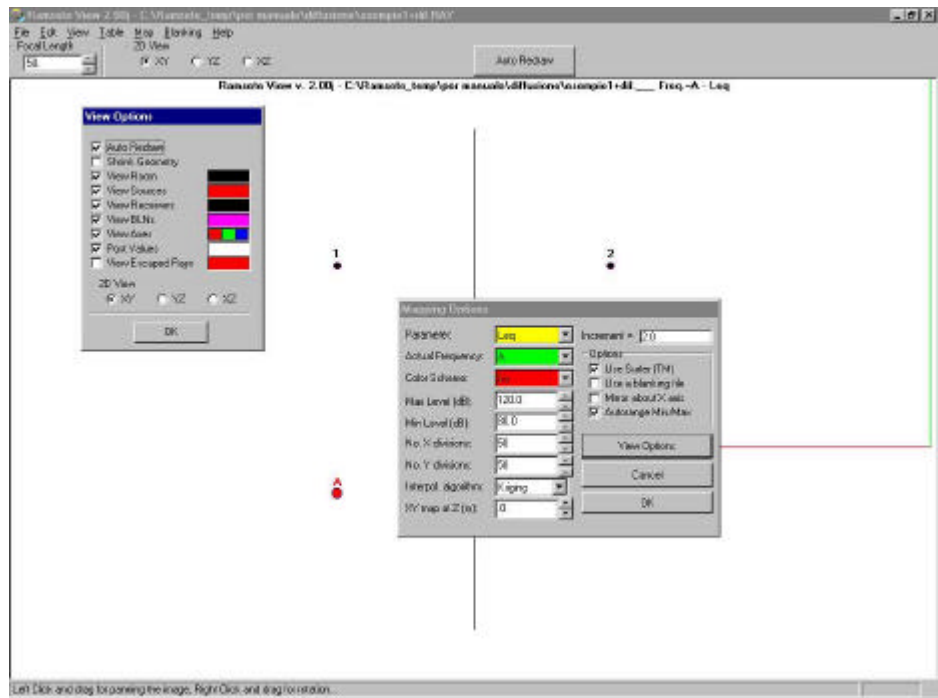 Ramsete View 2.00j - C:\Ramsete_temp\per manuale\diffusione\esempio1+dil.RAY
File Edit View Table Map Blanking Help
Focal Length
2D View
50.
XY YZ XZ
Auto Redraw
Ramsete View v. 2.00j - C:\Ramsete_temp\per manuale\diffusione\esempio1+dil.___ Freq.-A - Leq
View Options
Auto Redraw
Shrink Geometry
View Room
View Sources
View Receivers
View BLNs
View Axes
Post Values
View Escaped Rays
2D View
XY YZ XZ
OK
1
2
A
Mapping Options
Parameter: Leq
Increment = 2.0
Actual Frequency: A
Options
Color Scheme:
Use Surfer (TM)
Use a blanking file
Mirror about X axis
Autorange Min/Max
Max Level (dB): 120.0
Min Level (dB): 80.0
No. X divisions: 50
No. Y divisions: 50
Interpol. algorithm: Kriging
XY map at Z (m): .0
View Options
Cancel
OK
Left Click and drag for panning the image, Right Click and drag for rotation...